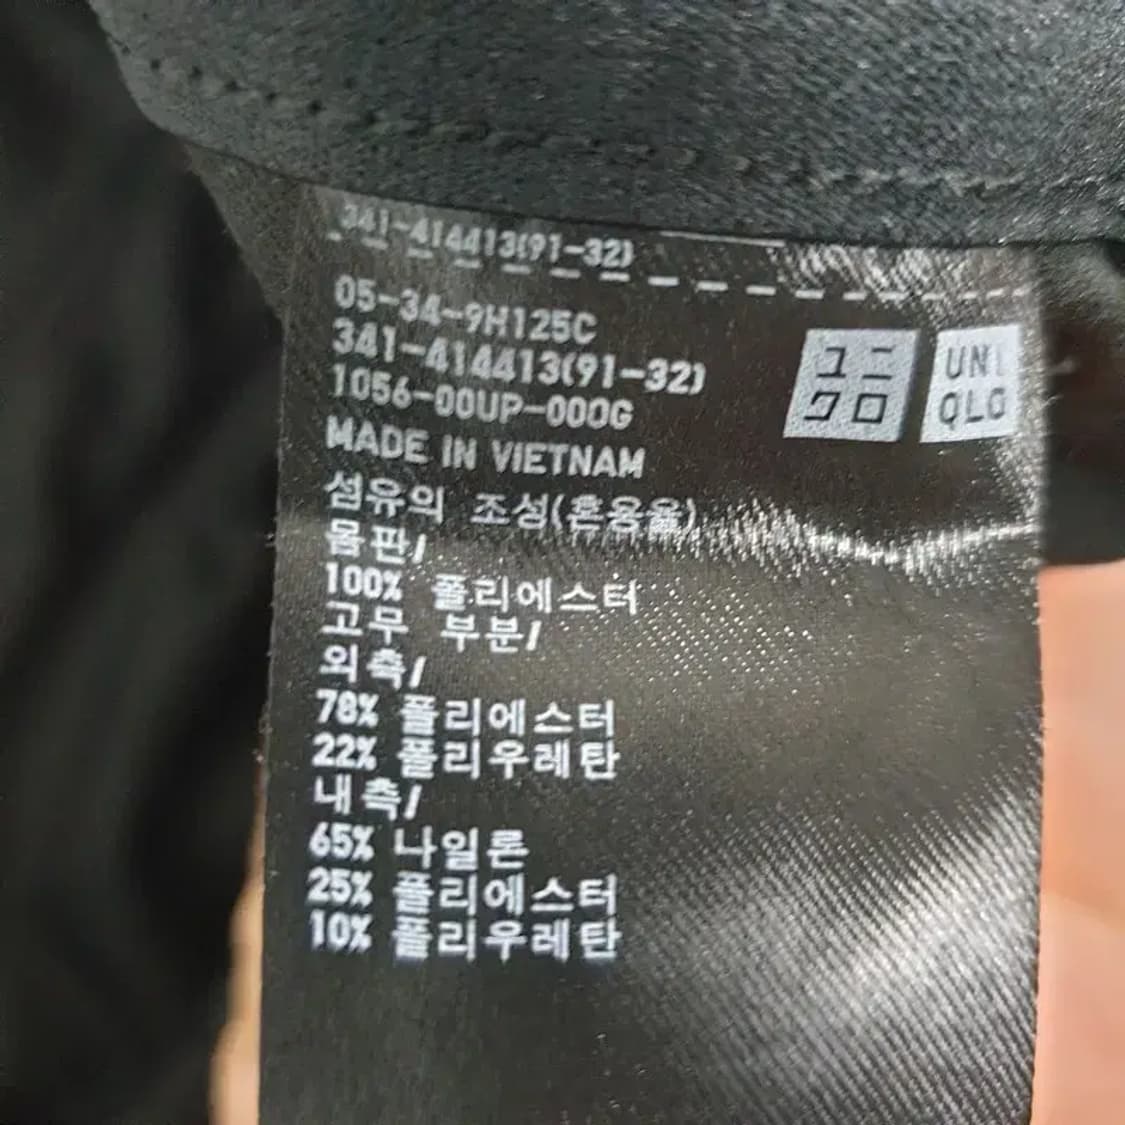 341-414413(91-32)
05-34-9H125C
341-414413(91-32)
1056-00UP-000G
MADE IN VIETNAM
ユニ
クロ
UNI
QLO
섬유의 조성(혼용율)
몸판/
100% 폴리에스터
고무 부분/
외측/
78% 폴리에스터
22% 폴리우레탄
내측/
65% 나일론
25% 폴리에스터
10% 폴리우레탄